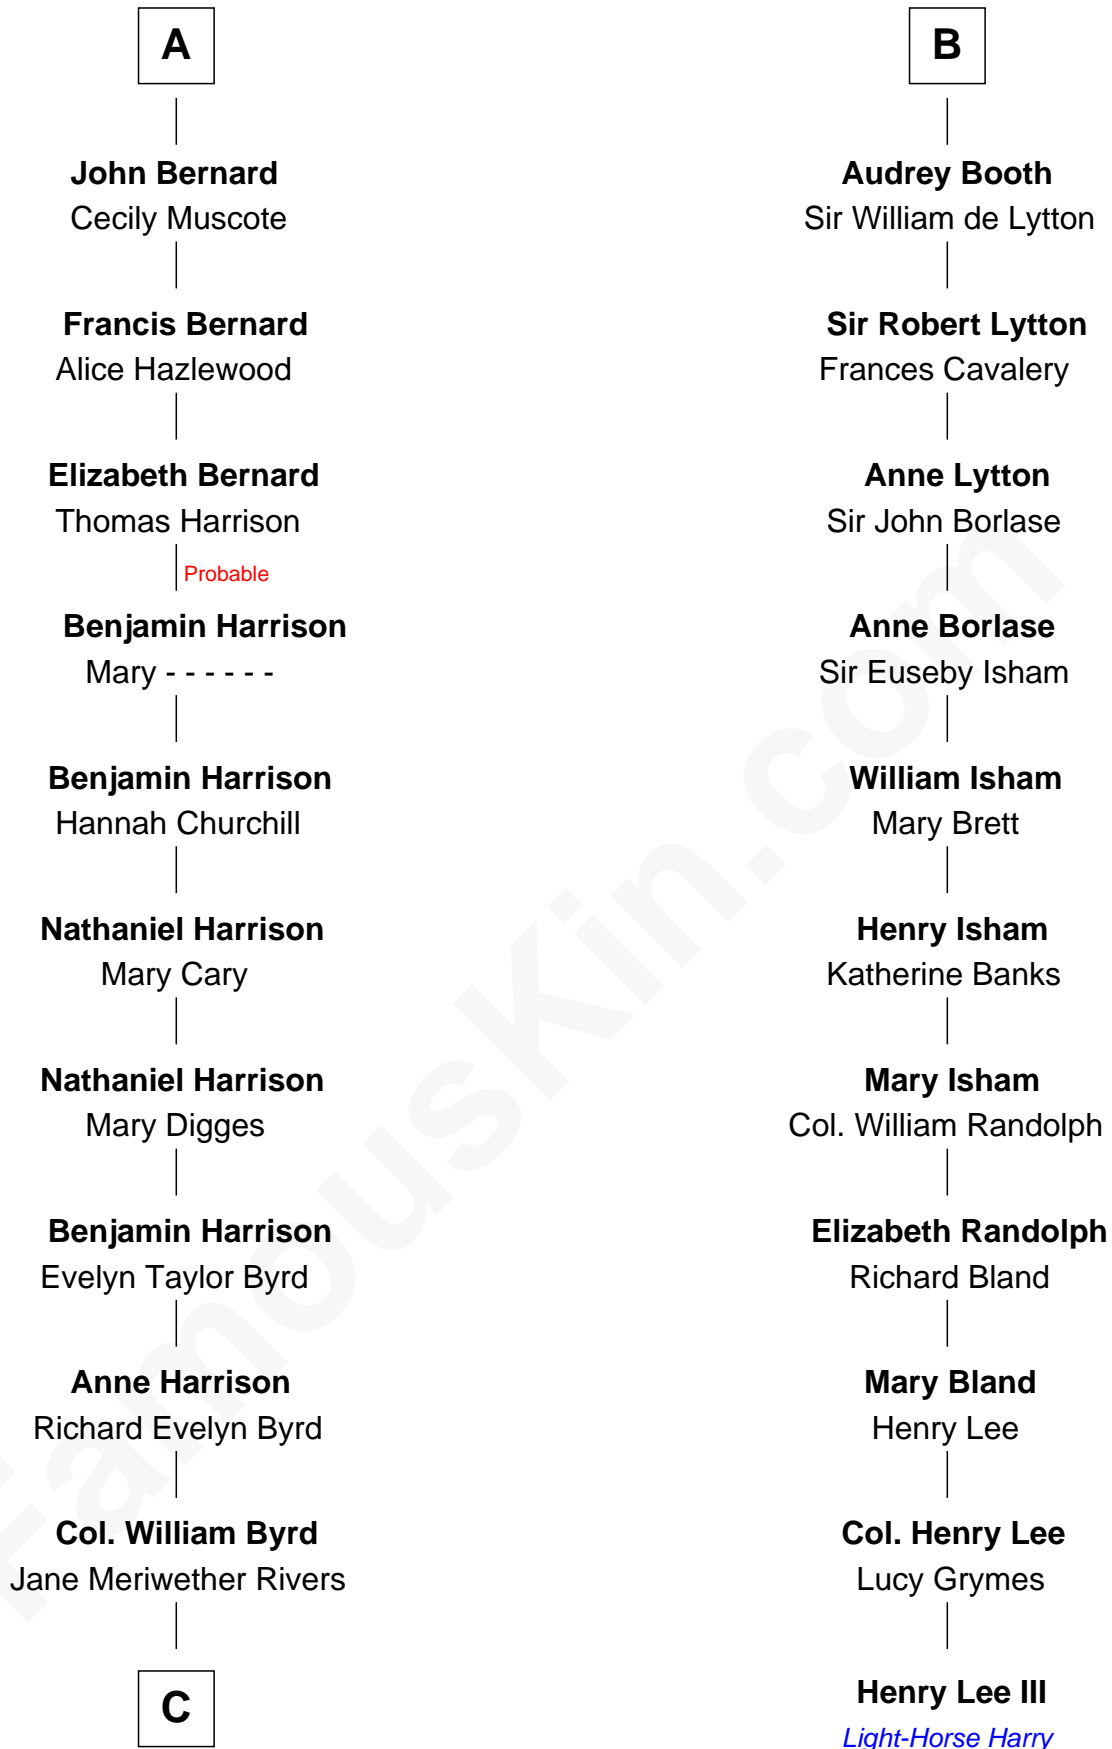 A
John Bernard
Cecily Muscote
Francis Bernard
Alice Hazlewood
Elizabeth Bernard
Thomas Harrison
Probable
Benjamin Harrison
Mary - - - - - -
Benjamin Harrison
Hannah Churchill
Nathaniel Harrison
Mary Cary
Nathaniel Harrison
Mary Digges
Benjamin Harrison
Evelyn Taylor Byrd
Anne Harrison
Richard Evelyn Byrd
Col. William Byrd
Jane Meriwether Rivers
C
B
Audrey Booth
Sir William de Lytton
Sir Robert Lytton
Frances Cavalery
Anne Lytton
Sir John Borlase
Anne Borlase
Sir Euseby Isham
William Isham
Mary Brett
Henry Isham
Katherine Banks
Mary Isham
Col. William Randolph
Elizabeth Randolph
Richard Bland
Mary Bland
Henry Lee
Col. Henry Lee
Lucy Grymes
Henry Lee III
Light-Horse Harry
FamousKin.com